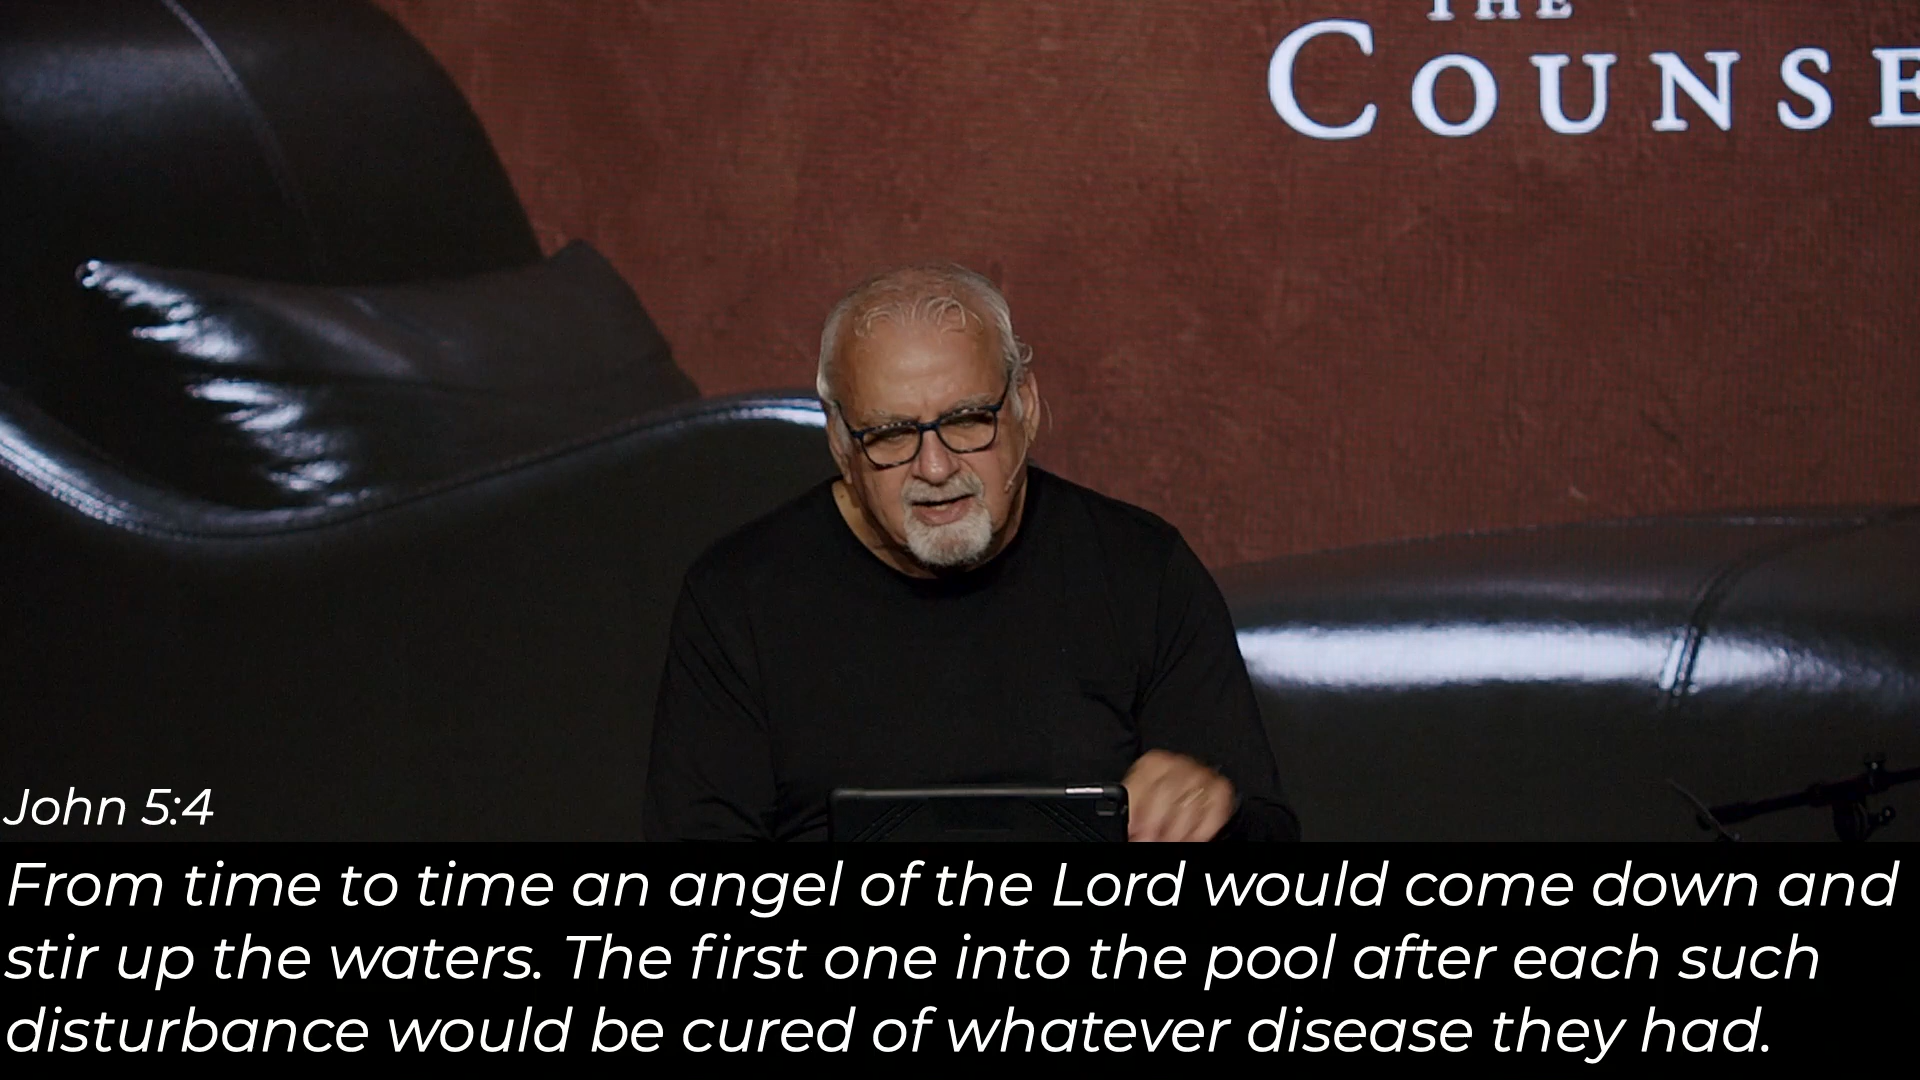 THE
COUNSE
John 5:4
From time to time an angel of the Lord would come down and
stir up the waters. The first one into the pool after each such
disturbance would be cured of whatever disease they had.